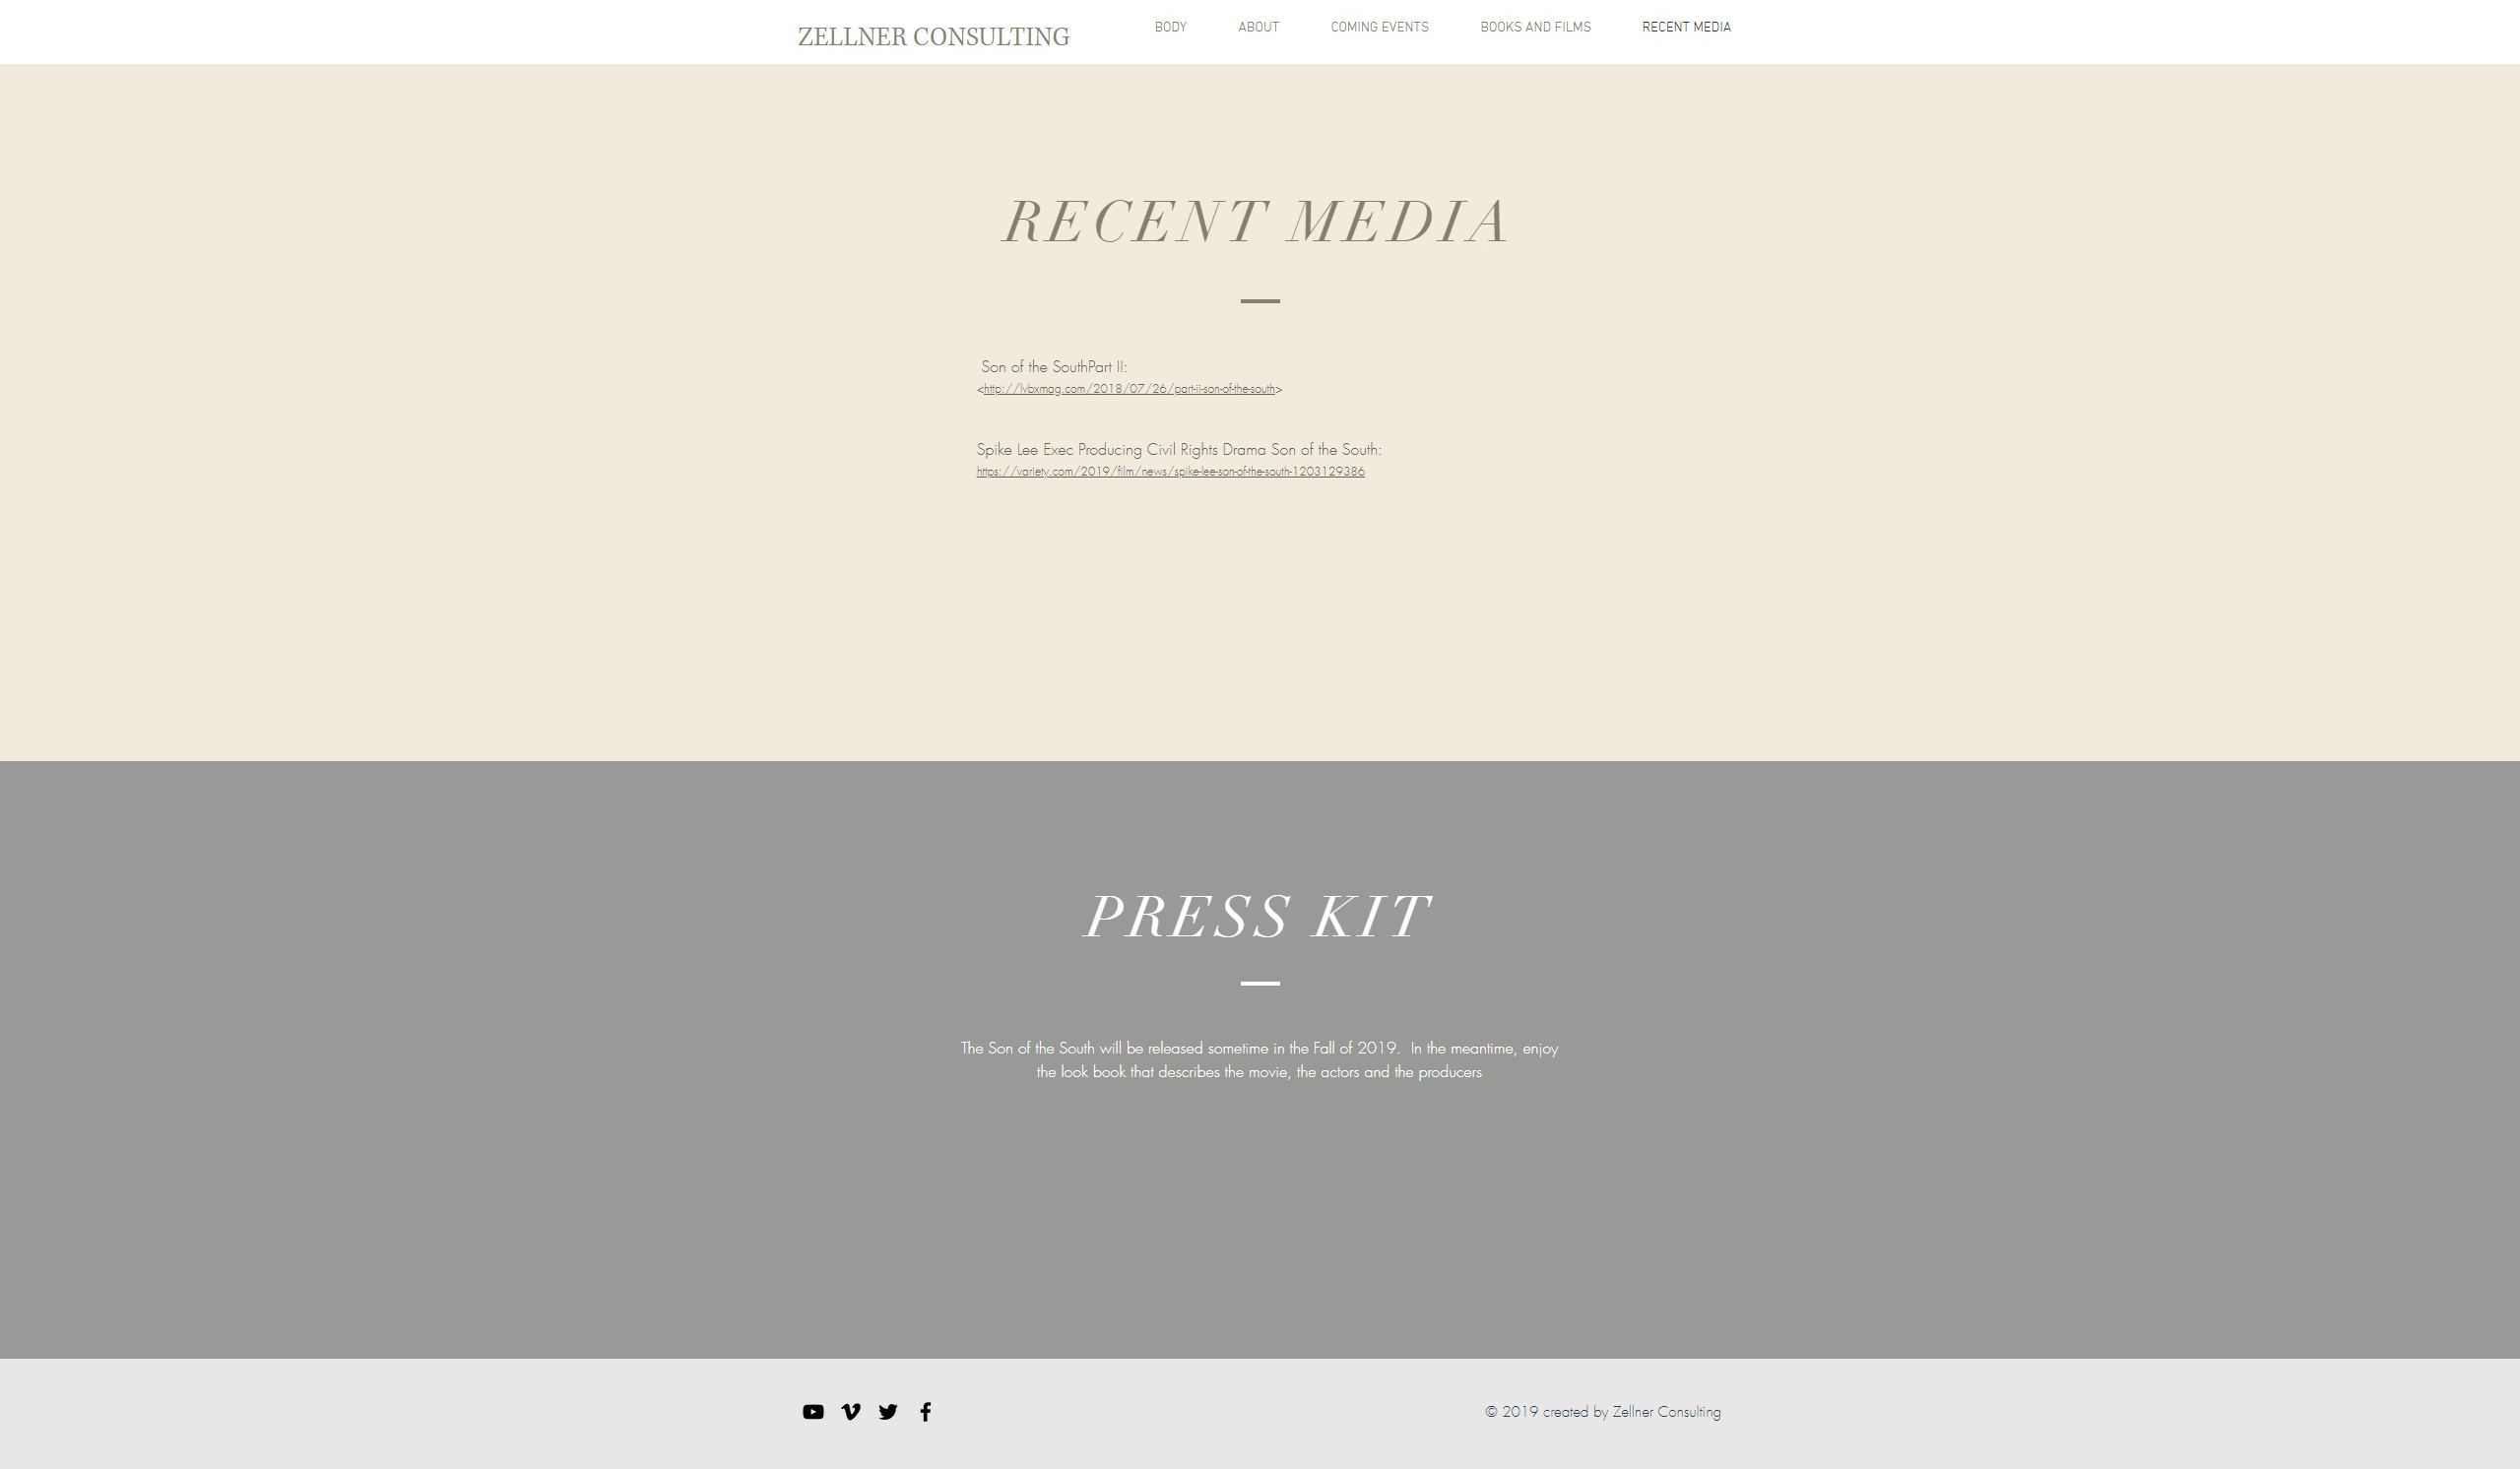 ZELLNER CONSULTING
BODY
ABOUT
COMING EVENTS
BOOKS AND FILMS
RECENT MEDIA
RECENT MEDIA
Son of the SouthPart II:
<http://lvbxmag.com/2018/07/26/part-ii-son-of-the-south>
Spike Lee Exec Producing Civil Rights Drama Son of the South:
https://variety.com/2019/film/news/spike-lee-son-of-the-south-1203129386
PRESS KIT
The Son of the South will be released sometime in the Fall of 2019.  In the meantime, enjoy
the look book that describes the movie, the actors and the producers
© 2019 created by Zellner Consulting